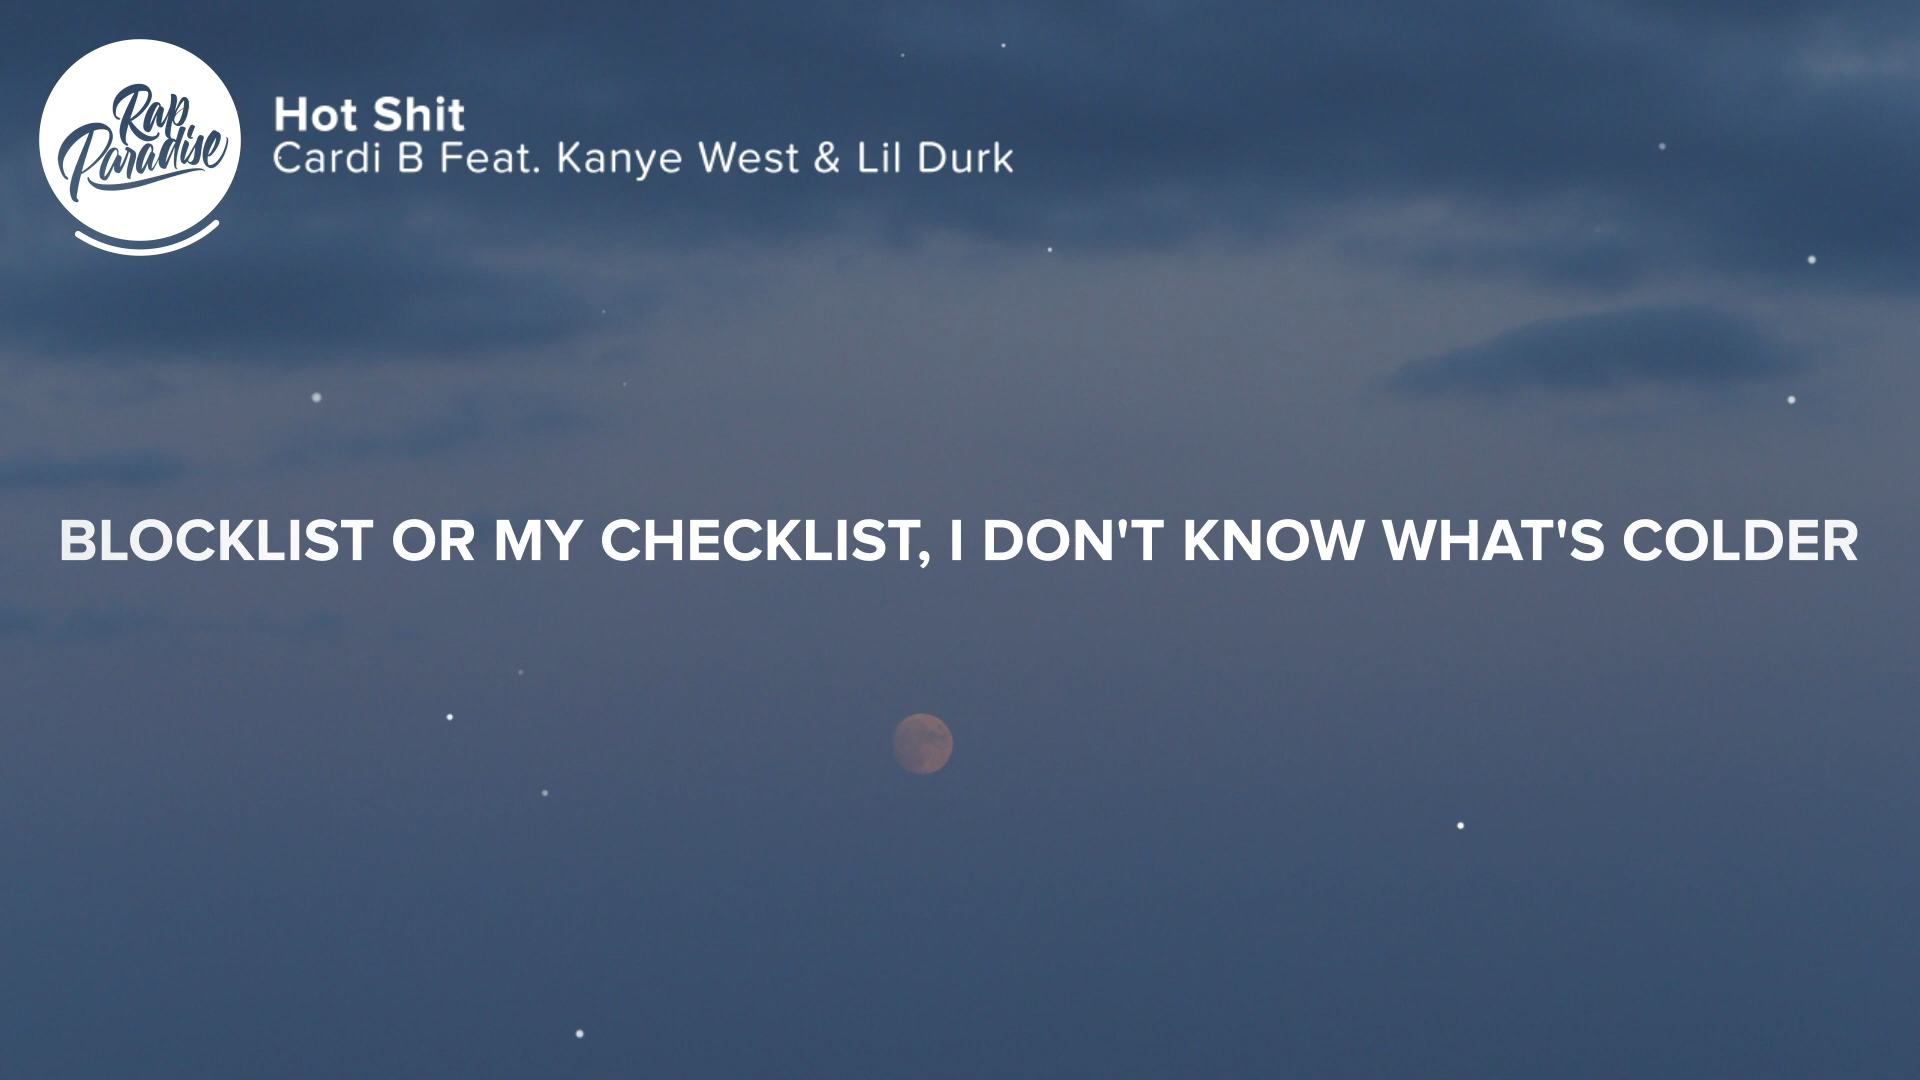 Rap
Paradise
Hot Shit
Cardi B Feat. Kanye West & Lil Durk
BLOCKLIST OR MY CHECKLIST, I DON'T KNOW WHAT'S COLDER